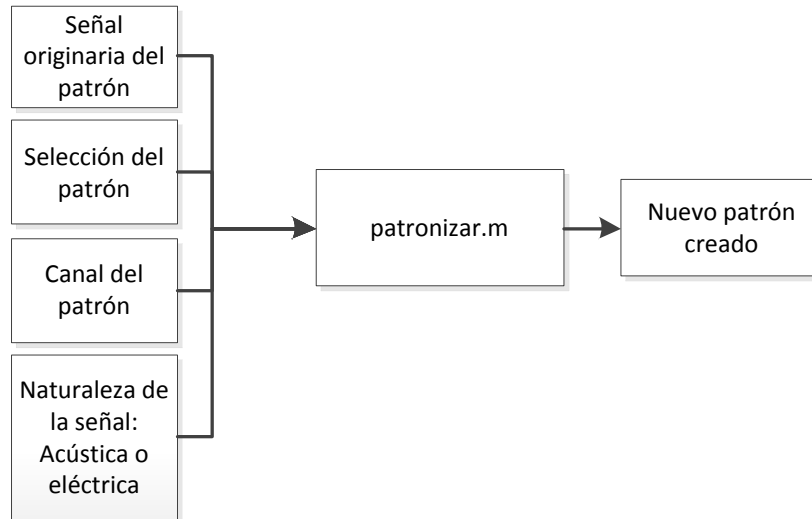 Señal
originaria del
patrón
Selección del
patrón
Canal del
patrón
Naturaleza de
la señal:
Acústica o
eléctrica
patronizar.m
Nuevo patrón
creado